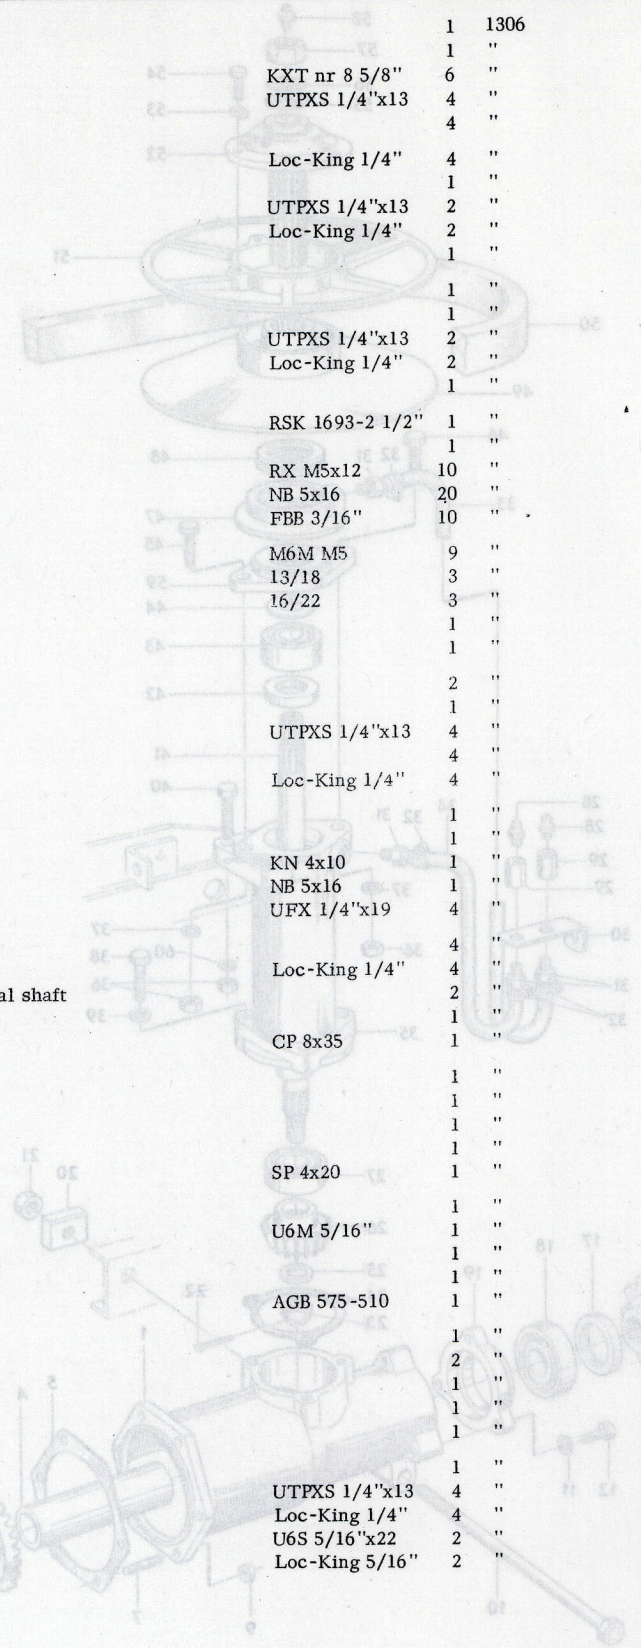 1 1306
1 "
KXT nr 8 5/8" 6 "
UTPXS 1/4"x13 4 "
4 "
Loc-King 1/4" 4 "
1 "
UTPXS 1/4"x13 2 "
Loc-King 1/4" 2 "
1 "
1 "
1 "
UTPXS 1/4"x13 2 "
Loc-King 1/4" 2 "
1 "
RSK 1693-2 1/2" 1 "
1 "
RX M5x12 10 "
NB 5x16 20 "
FBB 3/16" 10 "
M6M M5 9 "
13/18 3 "
16/22 3 "
1 "
1 "
2 "
1 "
UTPXS 1/4"x13 4 "
4 "
Loc-King 1/4" 4 "
1 "
1 "
KN 4x10 1 "
NB 5x16 1 "
UFX 1/4"x19 4 "
4 "
Loc-King 1/4" 4 "
al shaft 2 "
1 "
CP 8x35 1 "
1 "
1 "
1 "
1 "
SP 4x20 1 "
1 "
U6M 5/16" 1 "
1 "
1 "
AGB 575-510 1 "
1 "
2 "
1 "
1 "
1 "
1 "
UTPXS 1/4"x13 4 "
Loc-King 1/4" 4 "
U6S 5/16"x22 2 "
Loc-King 5/16" 2 "